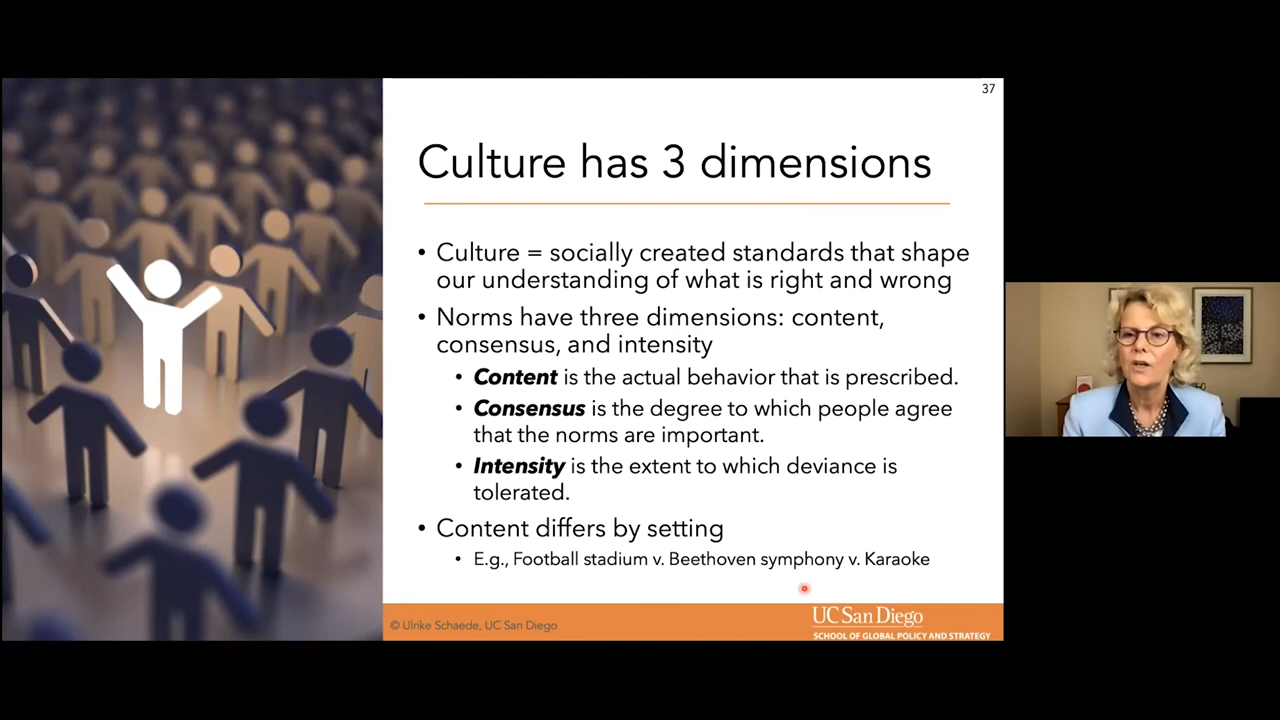 37
Culture has 3 dimensions
• Culture = socially created standards that shape
our understanding of what is right and wrong
• Norms have three dimensions: content,
consensus, and intensity
• Content is the actual behavior that is prescribed.
• Consensus is the degree to which people agree
that the norms are important.
• Intensity is the extent to which deviance is
tolerated.
• Content differs by setting
• E.g., Football stadium v. Beethoven symphony v. Karaoke
© Ulrike Schaede, UC San Diego
UC San Diego
SCHOOL OF GLOBAL POLICY AND STRATEGY